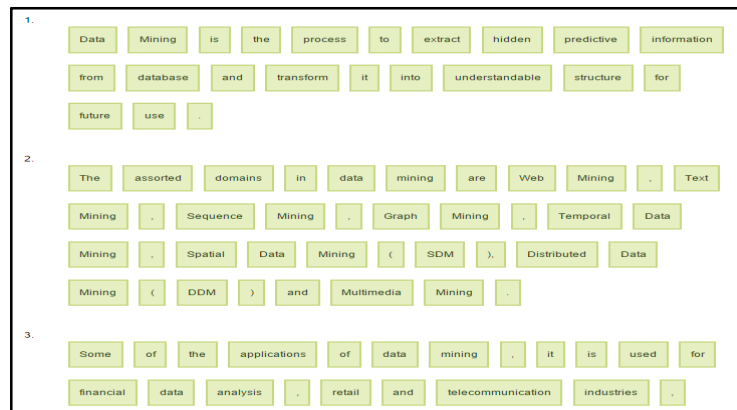 1.
Data Mining is the process to extract hidden predictive information
from database and transform it into understandable structure for
future use .
2.
The assorted domains in data mining are Web Mining , Text
Mining , Sequence Mining , Graph Mining , Temporal Data
Mining , Spatial Data Mining ( SDM ), Distributed Data
Mining ( DDM ) and Multimedia Mining .
3.
Some of the applications of data mining , it is used for
financial data analysis , retail and telecommunication industries ,